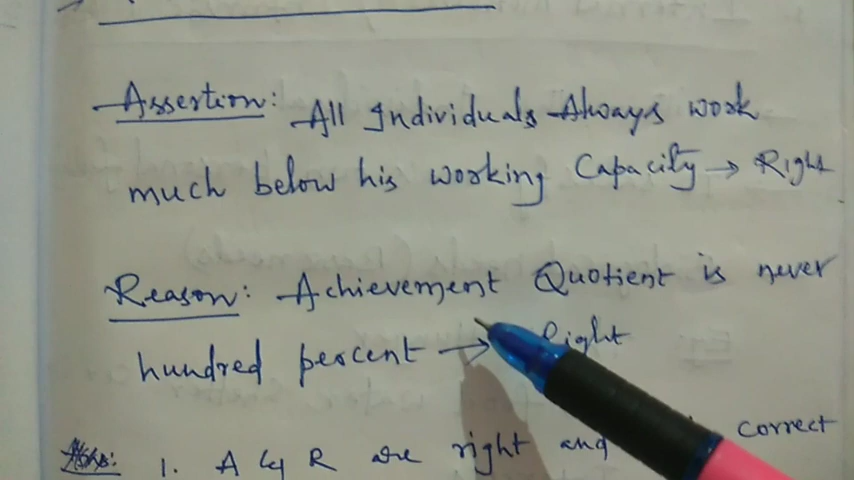 Assertion: All Individuals Always work
much below his working Capacity → Right
Reason: Achievement Quotient is never
hundred percent → Right
Ans: 1. A & R are right and correct